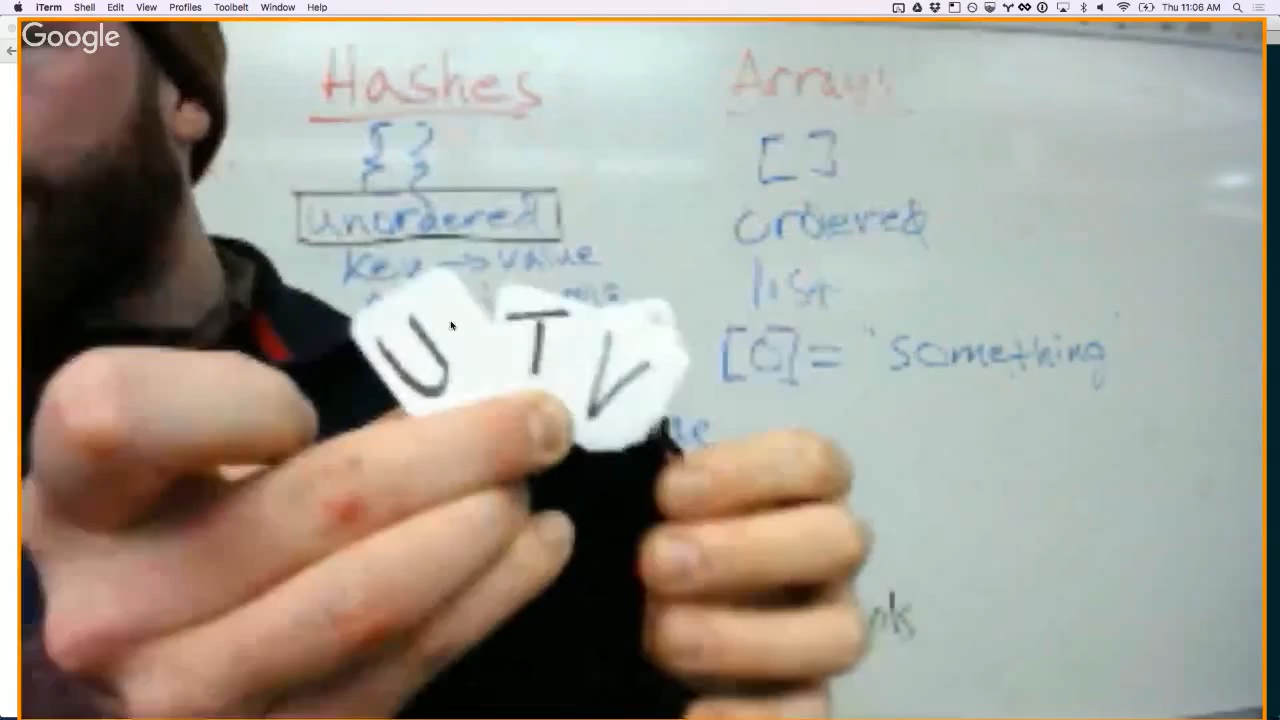 iTerm Shell Edit View Profiles Toolbelt Window Help
Thu 11:06 AM
Google
Hashes
{ }
unordered
key → value
Arrays
[ ]
ordered
list
[0] = "something"
U T V